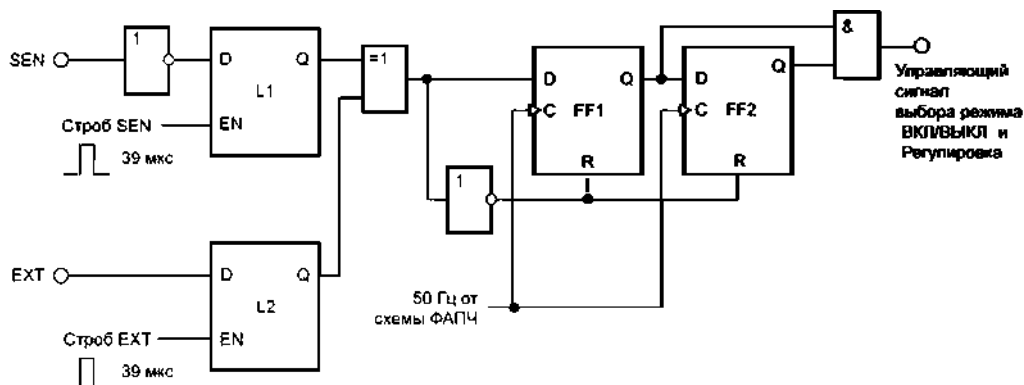 SEN
1
D
Q
L1
EN
Строб SEN
39 мкс
=1
D
Q
C
FF1
R
D
Q
C
FF2
R
&
Управляющий
сигнал
выбора режима
ВКЛ/ВЫКЛ и
Регулировка
1
EXT
D
Q
L2
EN
Строб EXT
39 мкс
50 Гц от
схемы ФАПЧ